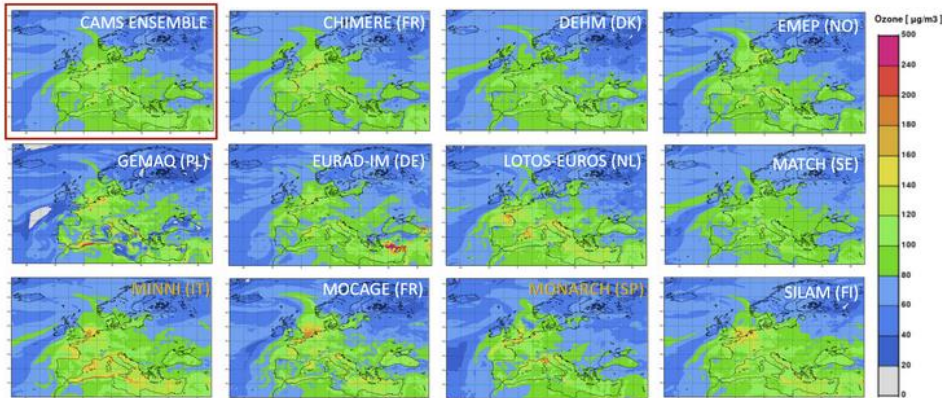 CAMS ENSEMBLE
CHIMERE (FR)
DEHM (DK)
EMEP (NO)
GEMAQ (PL)
EURAD-IM (DE)
LOTOS-EUROS (NL)
MATCH (SE)
MINNI (IT)
MOCAGE (FR)
MONARCH (SP)
SILAM (FI)
Ozone [ µg/m3 ]
500
240
200
180
160
140
120
100
80
60
40
20
0